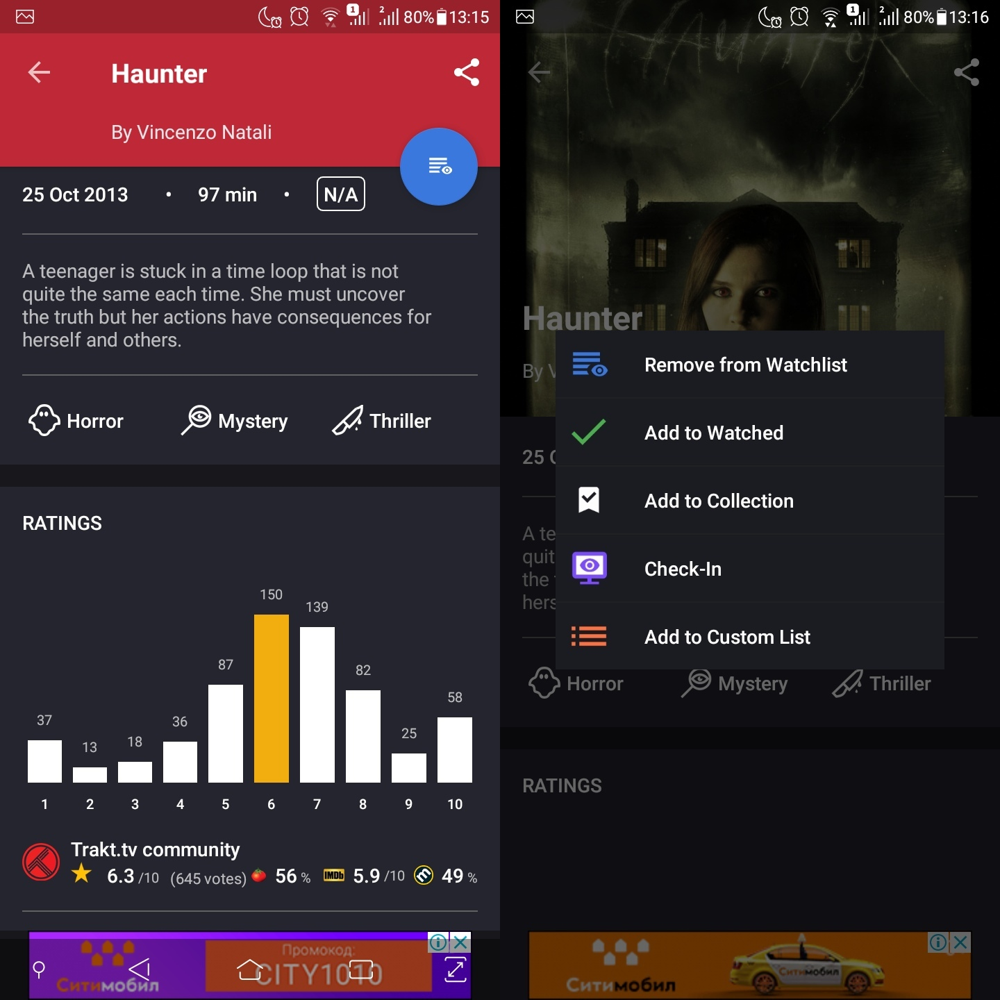 1 2 80% 13:15
Haunter
By Vincenzo Natali
25 Oct 2013 • 97 min • N/A
A teenager is stuck in a time loop that is not
quite the same each time. She must uncover
the truth but her actions have consequences for
herself and others.
Horror Mystery Thriller
RATINGS
150
139
87
82
58
37
36
25
18
13
1 2 3 4 5 6 7 8 9 10
Trakt.tv community
6.3 /10 (645 votes) 56 % IMDb 5.9 /10 m 49 %
Промокод:
CITY1010
Ситимобил
1 2 80% 13:16
HAUNTER
Haunter
By V
Remove from Watchlist
Add to Watched
25 O
Add to Collection
A te
quit
the t
hers
Check-In
Add to Custom List
Horror Mystery Thriller
RATINGS
Ситимобил
Ситимобил